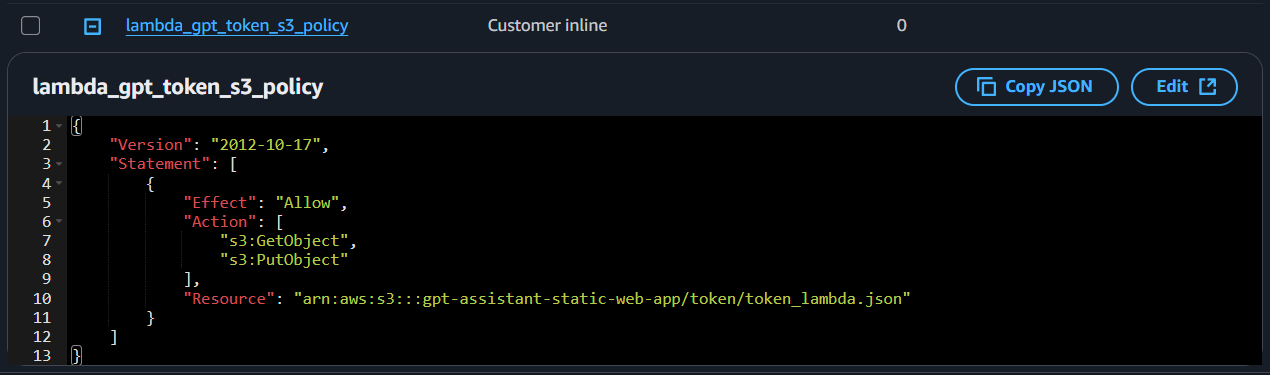 lambda_gpt_token_s3_policy Customer inline 0
lambda_gpt_token_s3_policy Copy JSON Edit
1 {
2     "Version": "2012-10-17",
3     "Statement": [
4         {
5             "Effect": "Allow",
6             "Action": [
7                 "s3:GetObject",
8                 "s3:PutObject"
9             ],
10             "Resource": "arn:aws:s3:::gpt-assistant-static-web-app/token/token_lambda.json"
11         }
12     ]
13 }